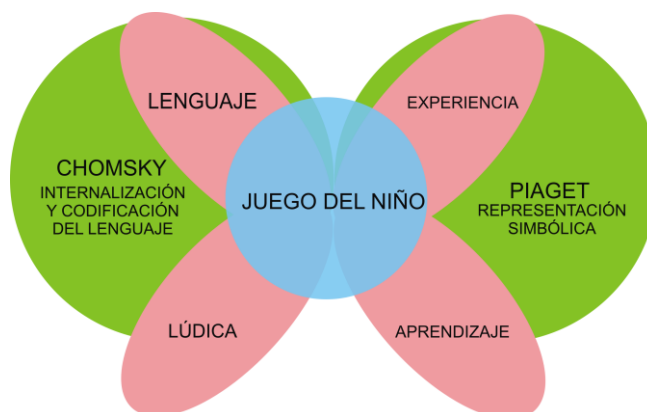 LENGUAJE
EXPERIENCIA
CHOMSKY
INTERNALIZACIÓN
Y CODIFICACIÓN
DEL LENGUAJE
JUEGO DEL NIÑO
PIAGET
REPRESENTACIÓN
SIMBÓLICA
LÚDICA
APRENDIZAJE